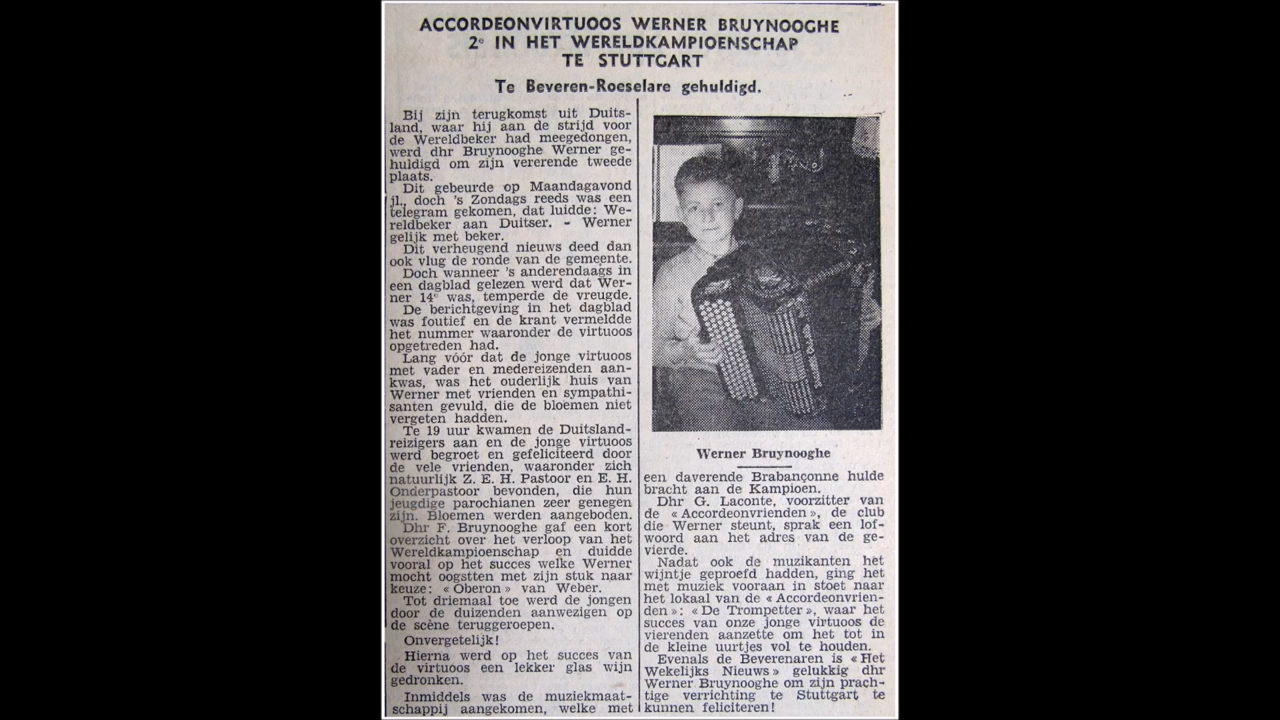 ACCORDEONVIRTUOOS WERNER BRUYNOOGHE
2e IN HET WERELDKAMPIOENSCHAP
TE STUTTGART
Te Beveren-Roeselare gehuldigd.
Bij zijn terugkomst uit Duits-
land, waar hij aan de strijd voor
de Wereldbeker had meegedongen,
werd dhr Bruynooghe Werner ge-
huldigd om zijn vererende tweede
plaats.
Dit gebeurde op Maandagavond
jl., doch 's Zondags reeds was een
telegram gekomen, dat luidde: We-
reldbeker aan Duitser. - Werner
gelijk met beker.
Dit verheugend nieuws deed dan
ook vlug de ronde van de gemeente.
Doch wanneer 's anderendaags in
een dagblad gelezen werd dat Wer-
ner 14e was, temperde de vreugde.
De berichtgeving in het dagblad
was foutief en de krant vermeldde
het nummer waaronder de virtuoos
opgetreden had.
Lang vóór dat de jonge virtuoos
met vader en medereizenden aan-
kwas, was het ouderlijk huis van
Werner met vrienden en sympathi-
santen gevuld, die de bloemen niet
vergeten hadden.
Te 19 uur kwamen de Duitsland-
reizigers aan en de jonge virtuoos
werd begroet en gefeliciteerd door
de vele vrienden, waaronder zich
natuurlijk Z. E. H. Pastoor en E. H.
Onderpastoor bevonden, die hun
jeugdige parochianen zeer genegen
zijn. Bloemen werden aangeboden.
Dhr F. Bruynooghe gaf een kort
overzicht over het verloop van het
Wereldkampioenschap en duidde
vooral op het succes welke Werner
mocht oogstten met zijn stuk naar
keuze: « Oberon » van Weber.
Tot driemaal toe werd de jongen
door de duizenden aanwezigen op
de scène teruggeroepen.
Onvergetelijk!
Hierna werd op het succes van
de virtuoos een lekker glas wijn
gedronken.
Inmiddels was de muziekmaat-
schappij aangekomen, welke met
Werner Bruynooghe
een daverende Brabançonne hulde
bracht aan de Kampioen.
Dhr G. Laconte, voorzitter van
de « Accordeonvrienden », de club
die Werner steunt, sprak een lof-
woord aan het adres van de ge-
vierde.
Nadat ook de muzikanten het
wijntje geproefd hadden, ging het
met muziek vooraan in stoet naar
het lokaal van de « Accordeonvrien-
den »: « De Trompetter », waar het
succes van onze jonge virtuoos de
vierenden aanzette om het tot in
de kleine uurtjes vol te houden.
Evenals de Beverenaren is « Het
Wekelijks Nieuws » gelukkig dhr
Werner Bruynooghe om zijn prach-
tige verrichting te Stuttgart te
kunnen feliciteren!